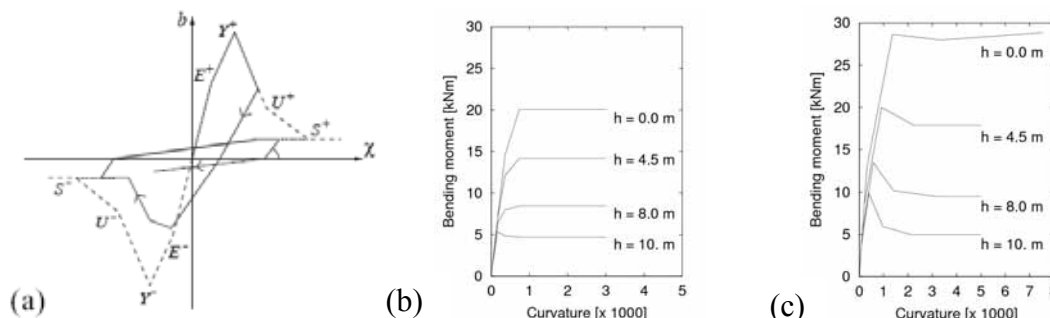 b
Y+
E+
U+
S+
χ
S-
U-
E-
Y-
(a)
Bending moment [kNm]
30
25
20
15
10
5
0
h = 0.0 m
h = 4.5 m
h = 8.0 m
h = 10. m
0 1 2 3 4 5
Curvature [x 1000]
(b)
Bending moment [kNm]
30
25
20
15
10
5
0
h = 0.0 m
h = 4.5 m
h = 8.0 m
h = 10. m
0 1 2 3 4 5 6 7
Curvature [x 1000]
(c)